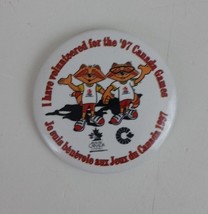 I have volunteered for the '97 Canada Games
Je suis bénévole aux Jeux du Canada 1997